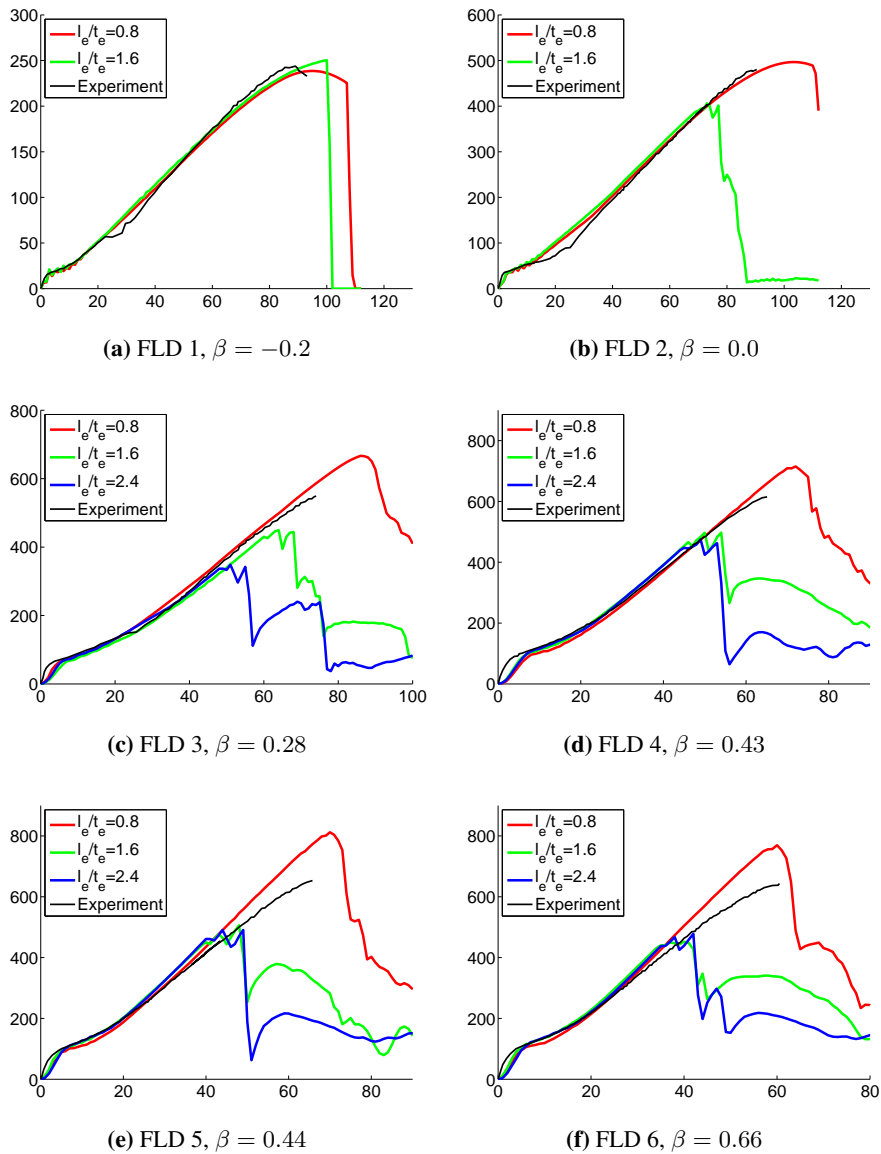 300
250
200
150
100
50
0
l_e/t_e=0.8
l_e/t_e=1.6
Experiment
0 20 40 60 80 100 120
(a) FLD 1, β = −0.2
600
500
400
300
200
100
0
l_e/t_e=0.8
l_e/t_e=1.6
Experiment
0 20 40 60 80 100 120
(b) FLD 2, β = 0.0
800
600
400
200
0
l_e/t_e=0.8
l_e/t_e=1.6
l_e/t_e=2.4
Experiment
0 20 40 60 80 100
(c) FLD 3, β = 0.28
800
600
400
200
0
l_e/t_e=0.8
l_e/t_e=1.6
l_e/t_e=2.4
Experiment
0 20 40 60 80
(d) FLD 4, β = 0.43
800
600
400
200
0
l_e/t_e=0.8
l_e/t_e=1.6
l_e/t_e=2.4
Experiment
0 20 40 60 80
(e) FLD 5, β = 0.44
800
600
400
200
0
l_e/t_e=0.8
l_e/t_e=1.6
l_e/t_e=2.4
Experiment
0 20 40 60 80
(f) FLD 6, β = 0.66